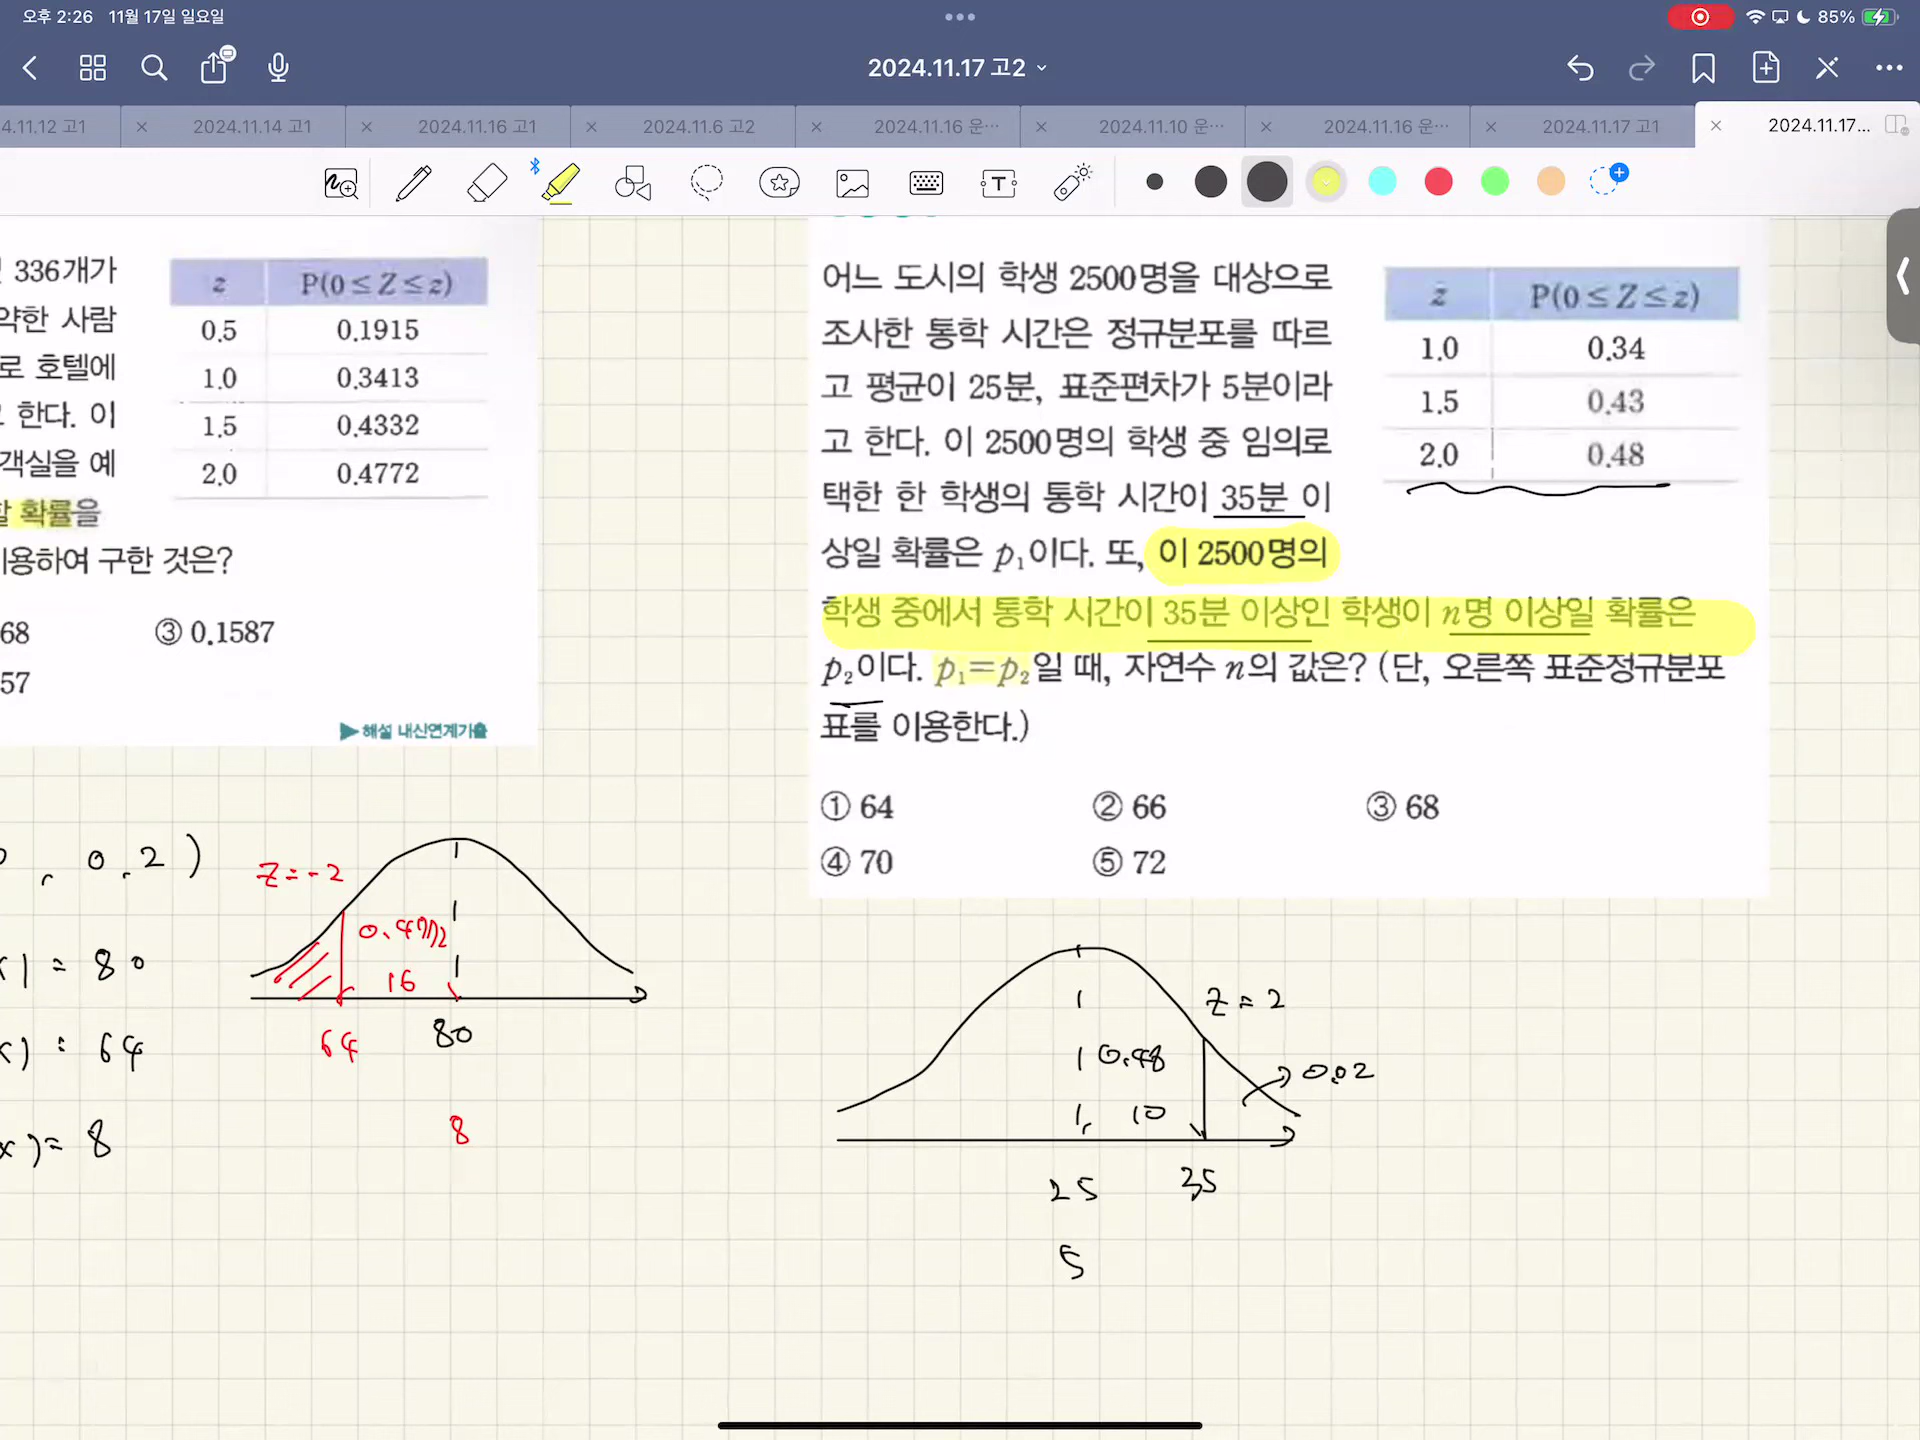 오후 2:26 11월 17일 일요일
85%
2024.11.17 고2
4.11.12 고1
2024.11.14 고1
2024.11.16 고1
2024.11.6 고2
2024.11.16 운…
2024.11.10 운…
2024.11.16 운…
2024.11.17 고1
2024.11.17...
336개가
약한 사람
로 호텔에
한다. 이
객실을 예
할 확률을
이용하여 구한 것은?
z P(0≤Z≤z)
0.5 0.1915
1.0 0.3413
1.5 0.4332
2.0 0.4772
68 ③ 0.1587
57
▶해설 내신연계기출
어느 도시의 학생 2500명을 대상으로
조사한 통학 시간은 정규분포를 따르
고 평균이 25분, 표준편차가 5분이라
고 한다. 이 2500명의 학생 중 임의로
택한 한 학생의 통학 시간이 35분 이
상일 확률은 p₁이다. 또, 이 2500명의
학생 중에서 통학 시간이 35분 이상인 학생이 n명 이상일 확률은
p₂이다. p₁=p₂일 때, 자연수 n의 값은? (단, 오른쪽 표준정규분포
표를 이용한다.)
z P(0≤Z≤z)
1.0 0.34
1.5 0.43
2.0 0.48
① 64 ② 66 ③ 68
④ 70 ⑤ 72
0.2)
x) = 80
x) = 64
x) = 8
z=-2
0.4772
16
64 80
8
z=2
0.48
0.02
10
25 35
5